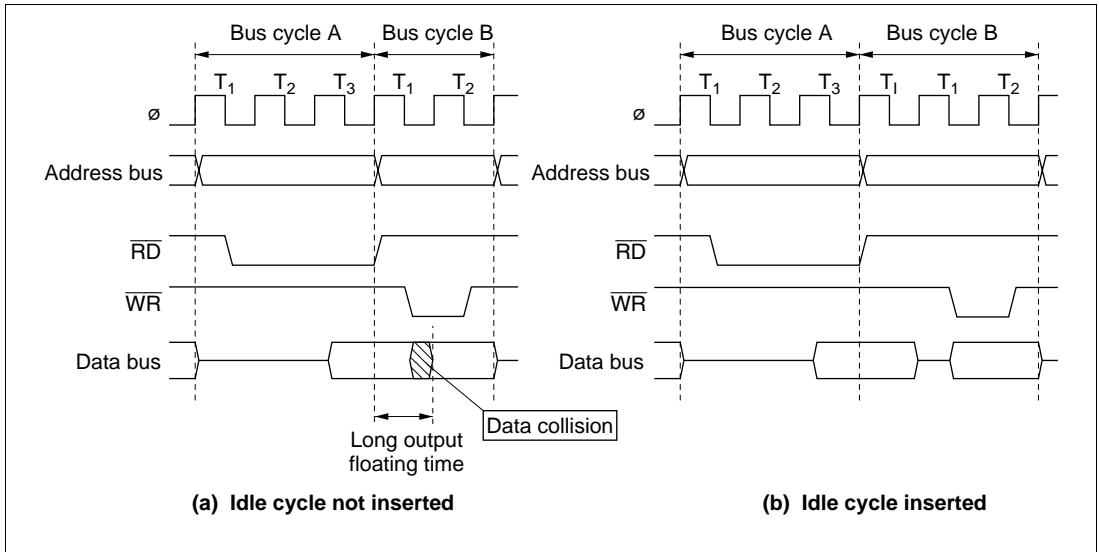 Bus cycle A Bus cycle B
T1 T2 T3 T1 T2
ø
Address bus
RD
WR
Data bus
Data collision
Long output
floating time
(a) Idle cycle not inserted
Bus cycle A Bus cycle B
T1 T2 T3 TI T1 T2
ø
Address bus
RD
WR
Data bus
(b) Idle cycle inserted